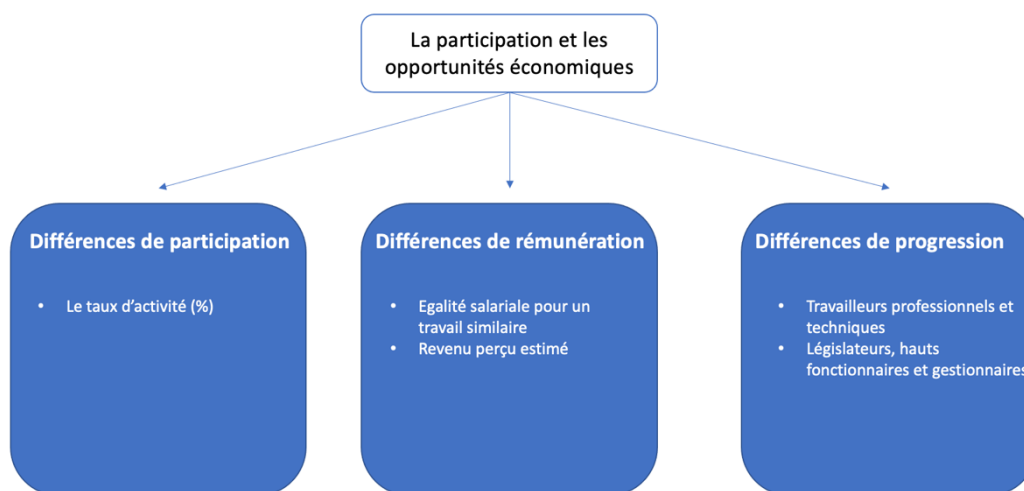 La participation et les
opportunités économiques
Différences de participation
• Le taux d’activité (%)
Différences de rémunération
• Egalité salariale pour un
travail similaire
• Revenu perçu estimé
Différences de progression
• Travailleurs professionnels et
techniques
• Législateurs, hauts
fonctionnaires et gestionnaires